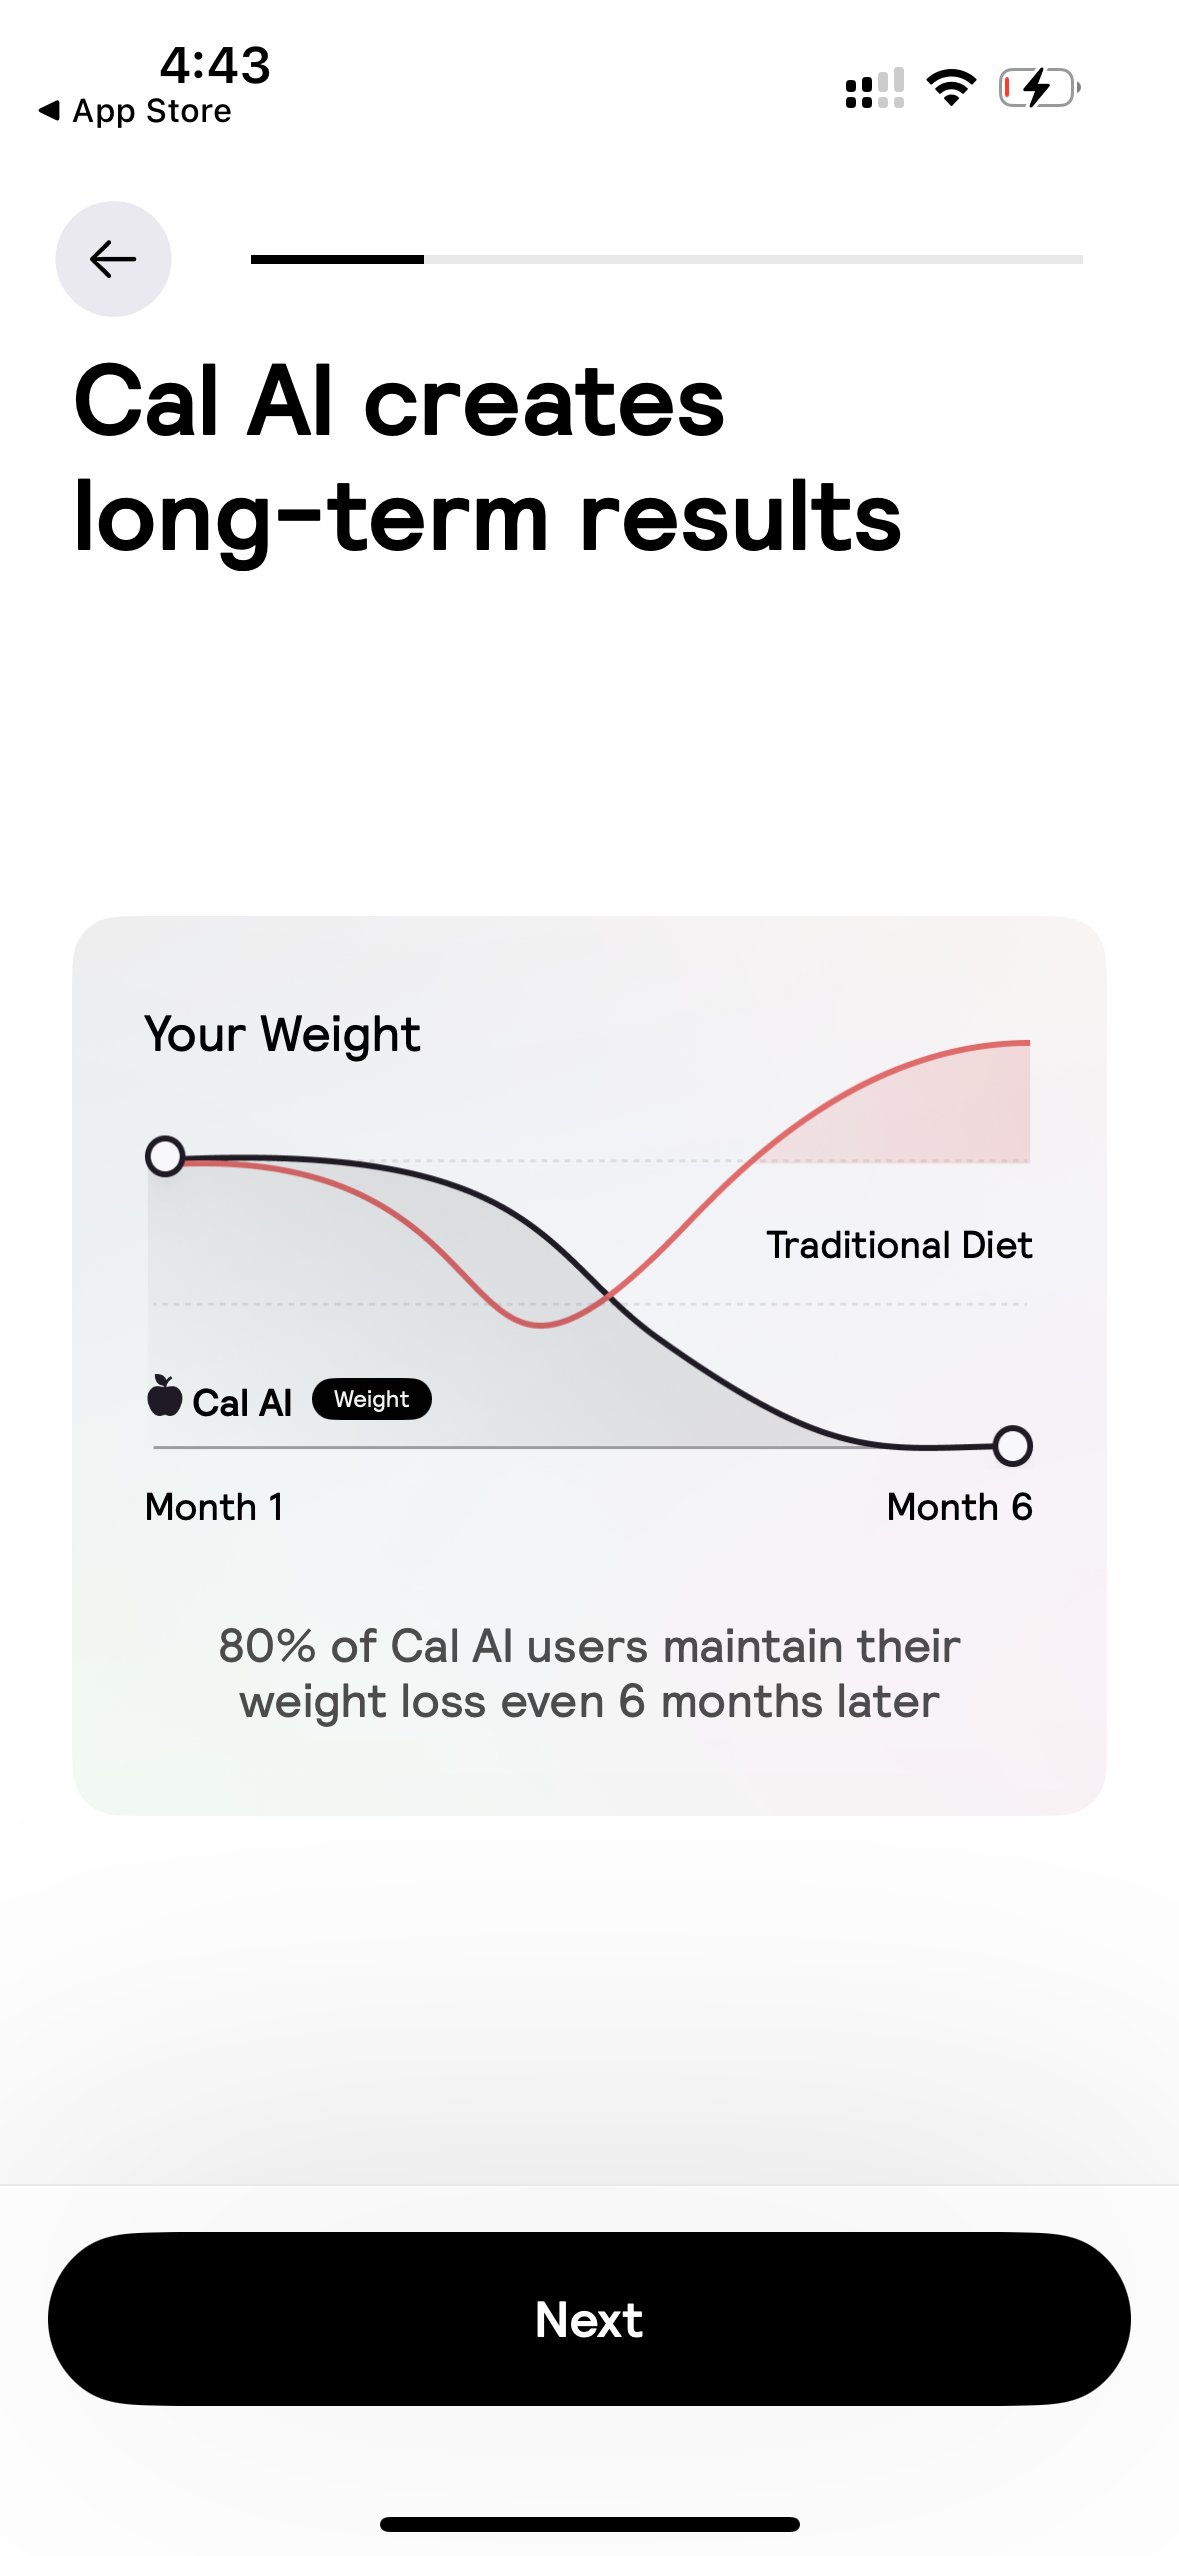 4:43
App Store
Cal AI creates
long-term results
Your Weight
Traditional Diet
Cal AI Weight
Month 1 Month 6
80% of Cal AI users maintain their
weight loss even 6 months later
Next